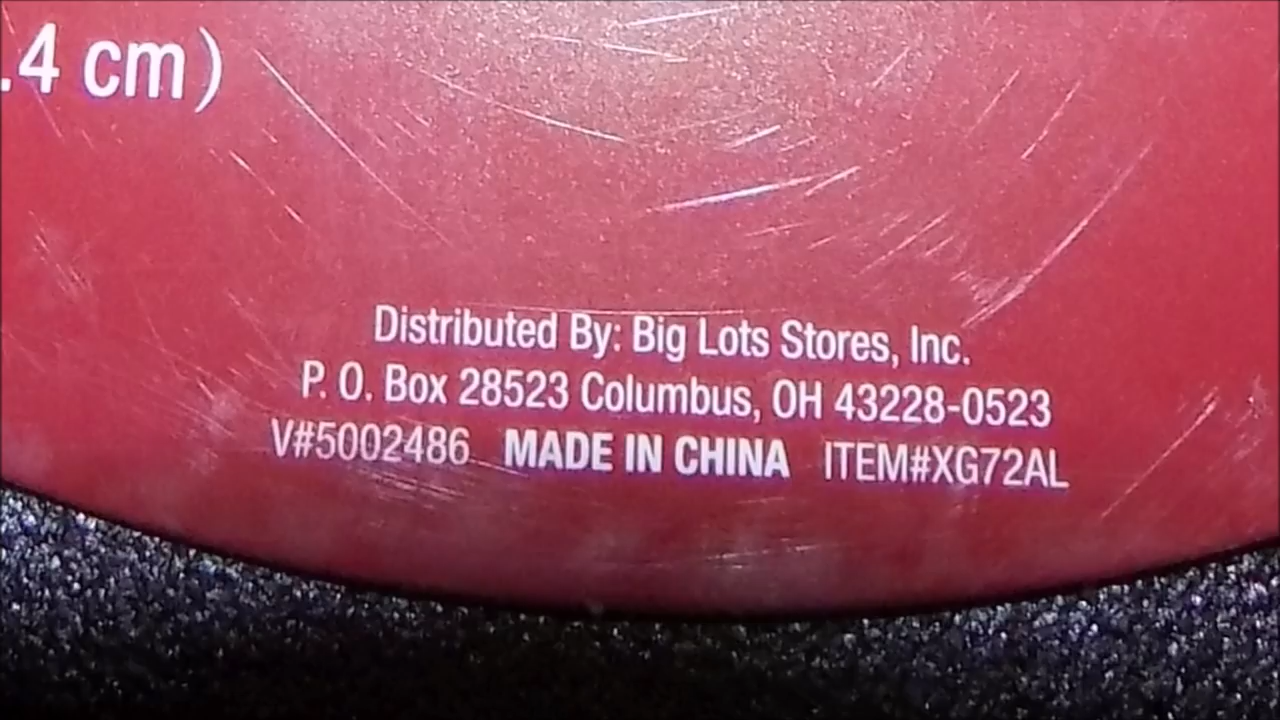 .4 cm)
Distributed By: Big Lots Stores, Inc.
P. O. Box 28523 Columbus, OH 43228-0523
V#5002486 MADE IN CHINA ITEM#XG72AL